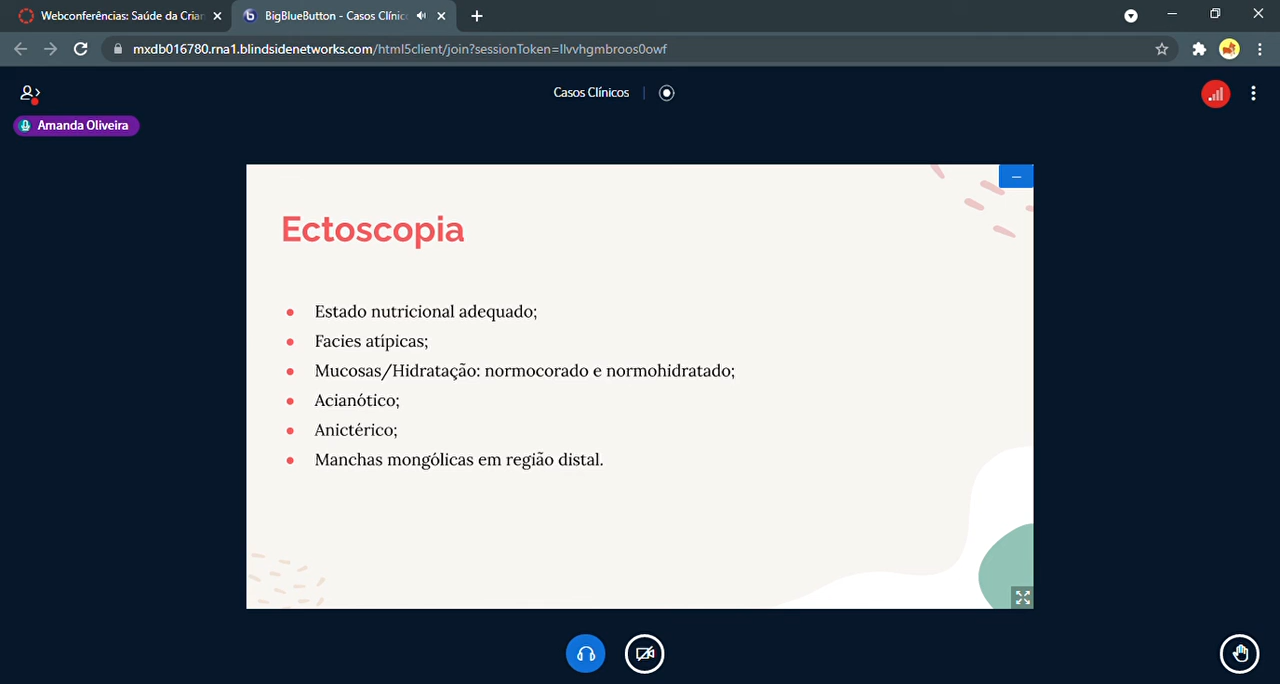 Webconferências: Saúde da Crian
BigBlueButton - Casos Clínic
mxdb016780.rna1.blindsidenetworks.com/html5client/join?sessionToken=llvvhgmbroos0owf
Casos Clínicos
Amanda Oliveira
Ectoscopia
Estado nutricional adequado;
Facies atípicas;
Mucosas/Hidratação: normocorado e normohidratado;
Acianótico;
Anictérico;
Manchas mongólicas em região distal.